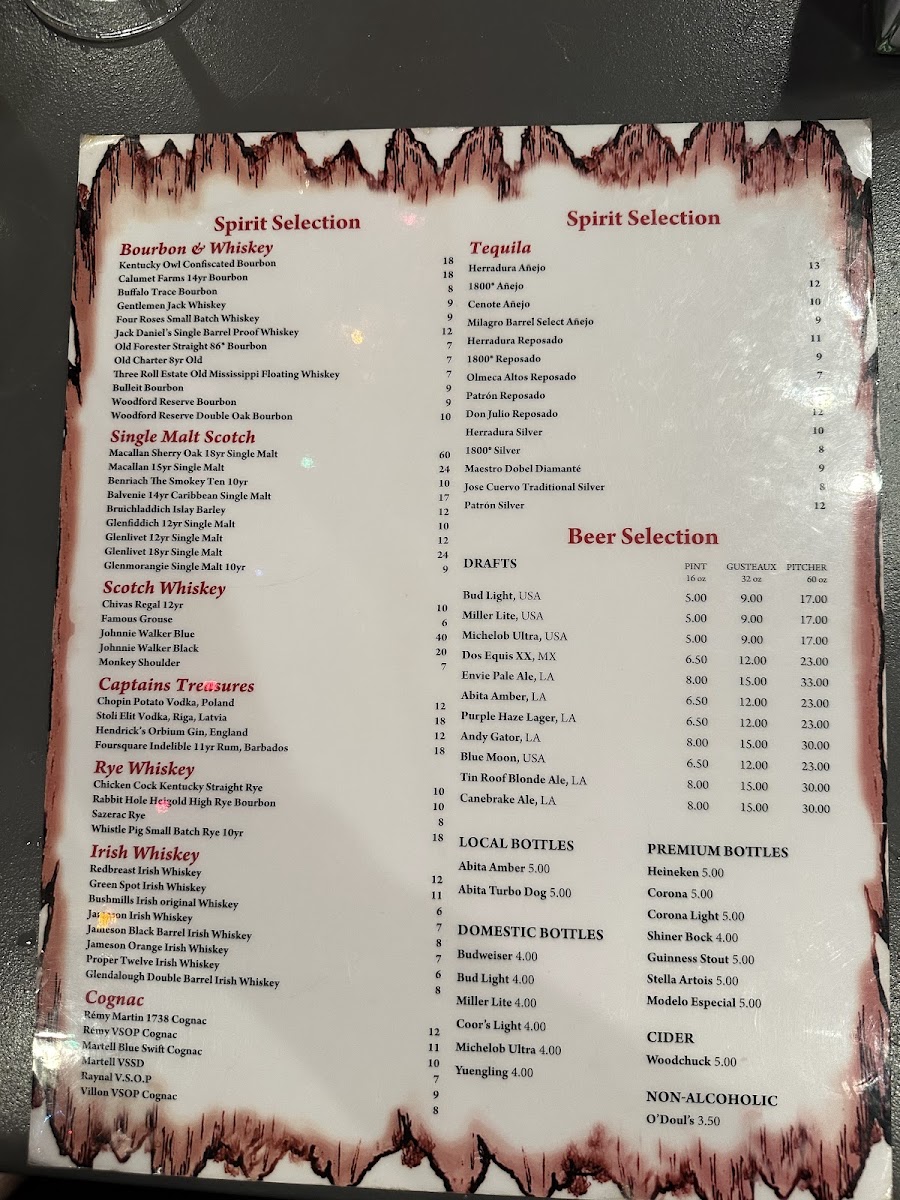 Spirit Selection
Bourbon & Whiskey
Kentucky Owl Confiscated Bourbon 18
Calumet Farms 14yr Bourbon 18
Buffalo Trace Bourbon 8
Gentlemen Jack Whiskey 9
Four Roses Small Batch Whiskey 9
Jack Daniel's Single Barrel Proof Whiskey 12
Old Forester Straight 86° Bourbon 7
Old Charter 8yr Old 7
Three Roll Estate Old Mississippi Floating Whiskey 7
Bulleit Bourbon 9
Woodford Reserve Bourbon 9
Woodford Reserve Double Oak Bourbon 10
Single Malt Scotch
Macallan Sherry Oak 18yr Single Malt 60
Macallan 15yr Single Malt 24
Benriach The Smokey Ten 10yr 10
Balvenie 14yr Caribbean Single Malt 17
Bruichladdich Islay Barley 12
Glenfiddich 12yr Single Malt 10
Glenlivet 12yr Single Malt 12
Glenlivet 18yr Single Malt 24
Glenmorangie Single Malt 10yr 9
Scotch Whiskey
Chivas Regal 12yr 10
Famous Grouse 6
Johnnie Walker Blue 40
Johnnie Walker Black 20
Monkey Shoulder 7
Captains Treasures
Chopin Potato Vodka, Poland 12
Stoli Elit Vodka, Riga, Latvia 18
Hendrick's Orbium Gin, England 12
Foursquare Indelible 11yr Rum, Barbados 18
Rye Whiskey
Chicken Cock Kentucky Straight Rye 10
Rabbit Hole Heigold High Rye Bourbon 10
Sazerac Rye 8
Whistle Pig Small Batch Rye 10yr 18
Irish Whiskey
Redbreast Irish Whiskey 12
Green Spot Irish Whiskey 11
Bushmills Irish original Whiskey 6
Jameson Irish Whiskey 7
Jameson Black Barrel Irish Whiskey 8
Jameson Orange Irish Whiskey 7
Proper Twelve Irish Whiskey 6
Glendalough Double Barrel Irish Whiskey 8
Cognac
Rémy Martin 1738 Cognac 12
Rémy VSOP Cognac 11
Martell Blue Swift Cognac 10
Martell VSSD 7
Raynal V.S.O.P 9
Villon VSOP Cognac 8
Spirit Selection
Tequila
Herradura Añejo 13
1800° Añejo 12
Cenote Añejo 10
Milagro Barrel Select Añejo 9
Herradura Reposado 11
1800° Reposado 9
Olmeca Altos Reposado 7
Patrón Reposado
Don Julio Reposado 12
Herradura Silver 10
1800° Silver 8
Maestro Dobel Diamanté 9
Jose Cuervo Traditional Silver 8
Patrón Silver 12
Beer Selection
DRAFTS PINT GUSTEAUX PITCHER
16 oz 32 oz 60 oz
Bud Light, USA 5.00 9.00 17.00
Miller Lite, USA 5.00 9.00 17.00
Michelob Ultra, USA 5.00 9.00 17.00
Dos Equis XX, MX 6.50 12.00 23.00
Envie Pale Ale, LA 8.00 15.00 33.00
Abita Amber, LA 6.50 12.00 23.00
Purple Haze Lager, LA 6.50 12.00 23.00
Andy Gator, LA 8.00 15.00 30.00
Blue Moon, USA 6.50 12.00 23.00
Tin Roof Blonde Ale, LA 8.00 15.00 30.00
Canebrake Ale, LA 8.00 15.00 30.00
LOCAL BOTTLES
Abita Amber 5.00
Abita Turbo Dog 5.00
DOMESTIC BOTTLES
Budweiser 4.00
Bud Light 4.00
Miller Lite 4.00
Coor's Light 4.00
Michelob Ultra 4.00
Yuengling 4.00
PREMIUM BOTTLES
Heineken 5.00
Corona 5.00
Corona Light 5.00
Shiner Bock 4.00
Guinness Stout 5.00
Stella Artois 5.00
Modelo Especial 5.00
CIDER
Woodchuck 5.00
NON-ALCOHOLIC
O'Doul's 3.50